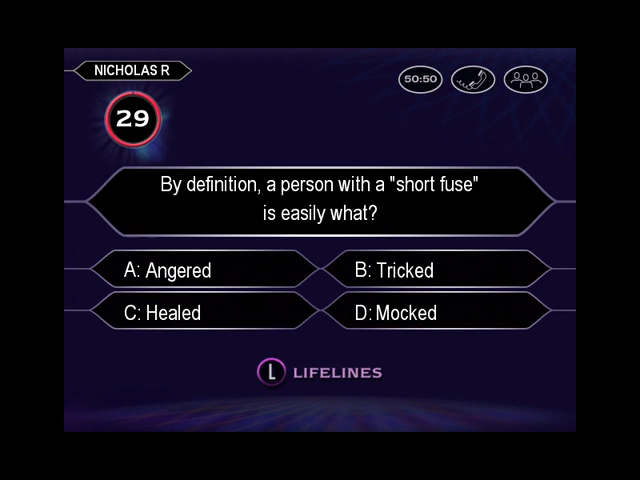 NICHOLAS R
50:50
29
By definition, a person with a "short fuse"
is easily what?
A: Angered
B: Tricked
C: Healed
D: Mocked
L LIFELINES